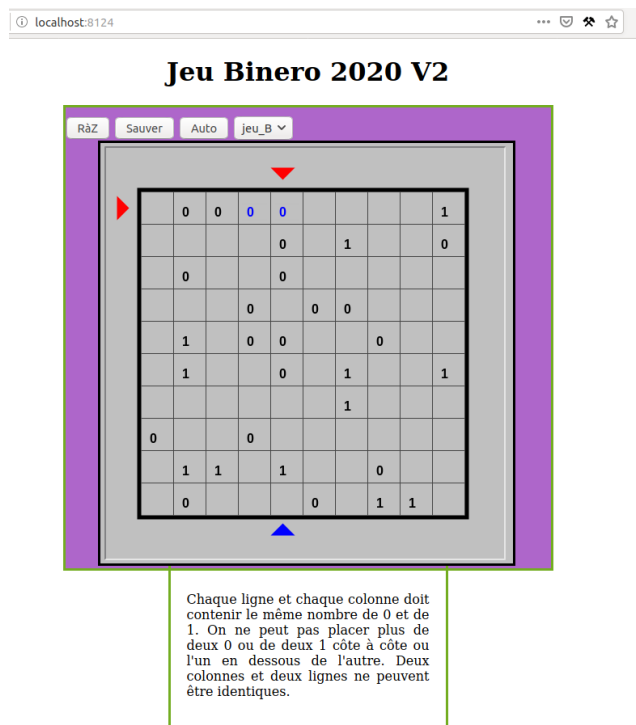 localhost:8124
Jeu Binero 2020 V2
RàZ Sauver Auto jeu_B
0 0 0 0 1
0 1 0
0 0
0 0 0
1 0 0 0
1 0 1 1
1
0 0
1 1 1 0
0 0 1 1
Chaque ligne et chaque colonne doit
contenir le même nombre de 0 et de
1. On ne peut pas placer plus de
deux 0 ou de deux 1 côte à côte ou
l'un en dessous de l'autre. Deux
colonnes et deux lignes ne peuvent
être identiques.